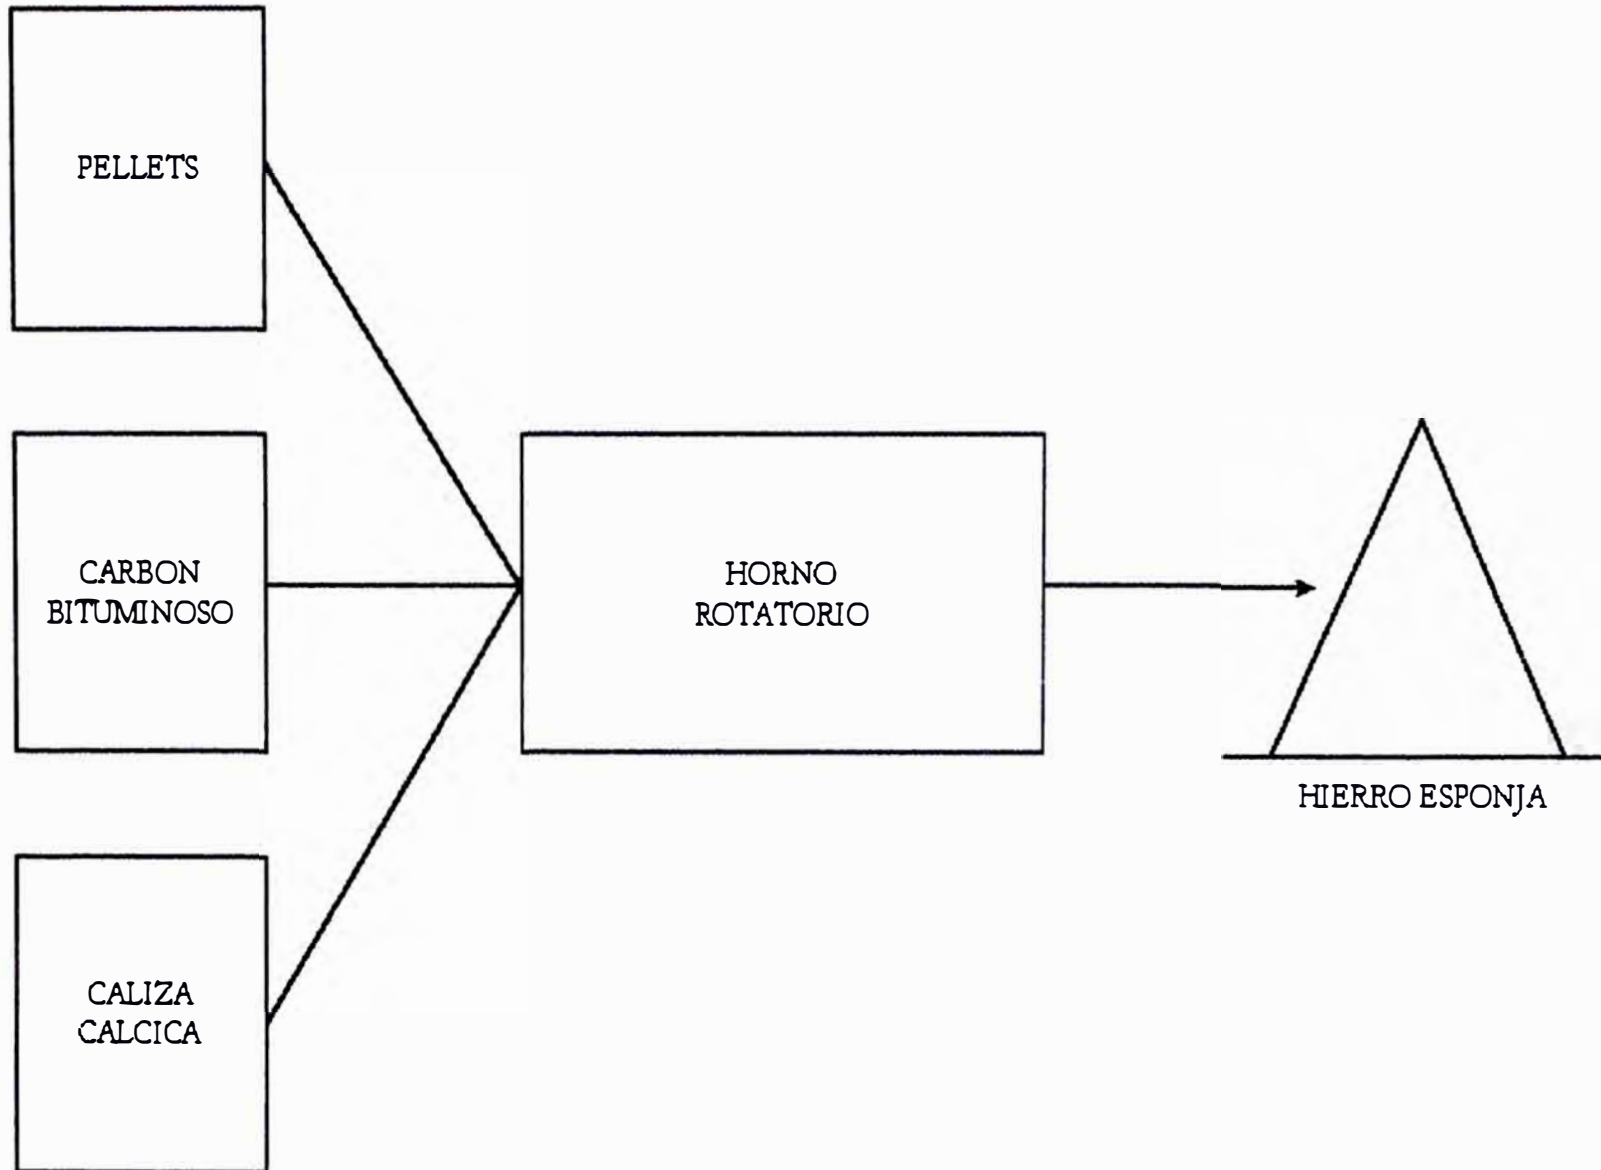 PELLETS
CARBON
BITUMINOSO
HORNO
ROTATORIO
HIERRO ESPONJA
CALIZA
CALCICA